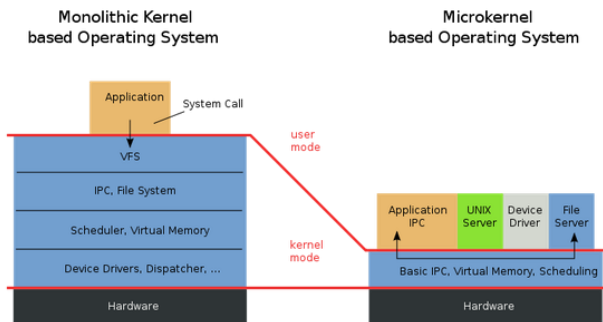 Monolithic Kernel
based Operating System
Microkernel
based Operating System
Application
System Call
VFS
IPC, File System
Scheduler, Virtual Memory
Device Drivers, Dispatcher, ...
Hardware
user
mode
kernel
mode
Application
IPC
UNIX
Server
Device
Driver
File
Server
Basic IPC, Virtual Memory, Scheduling
Hardware